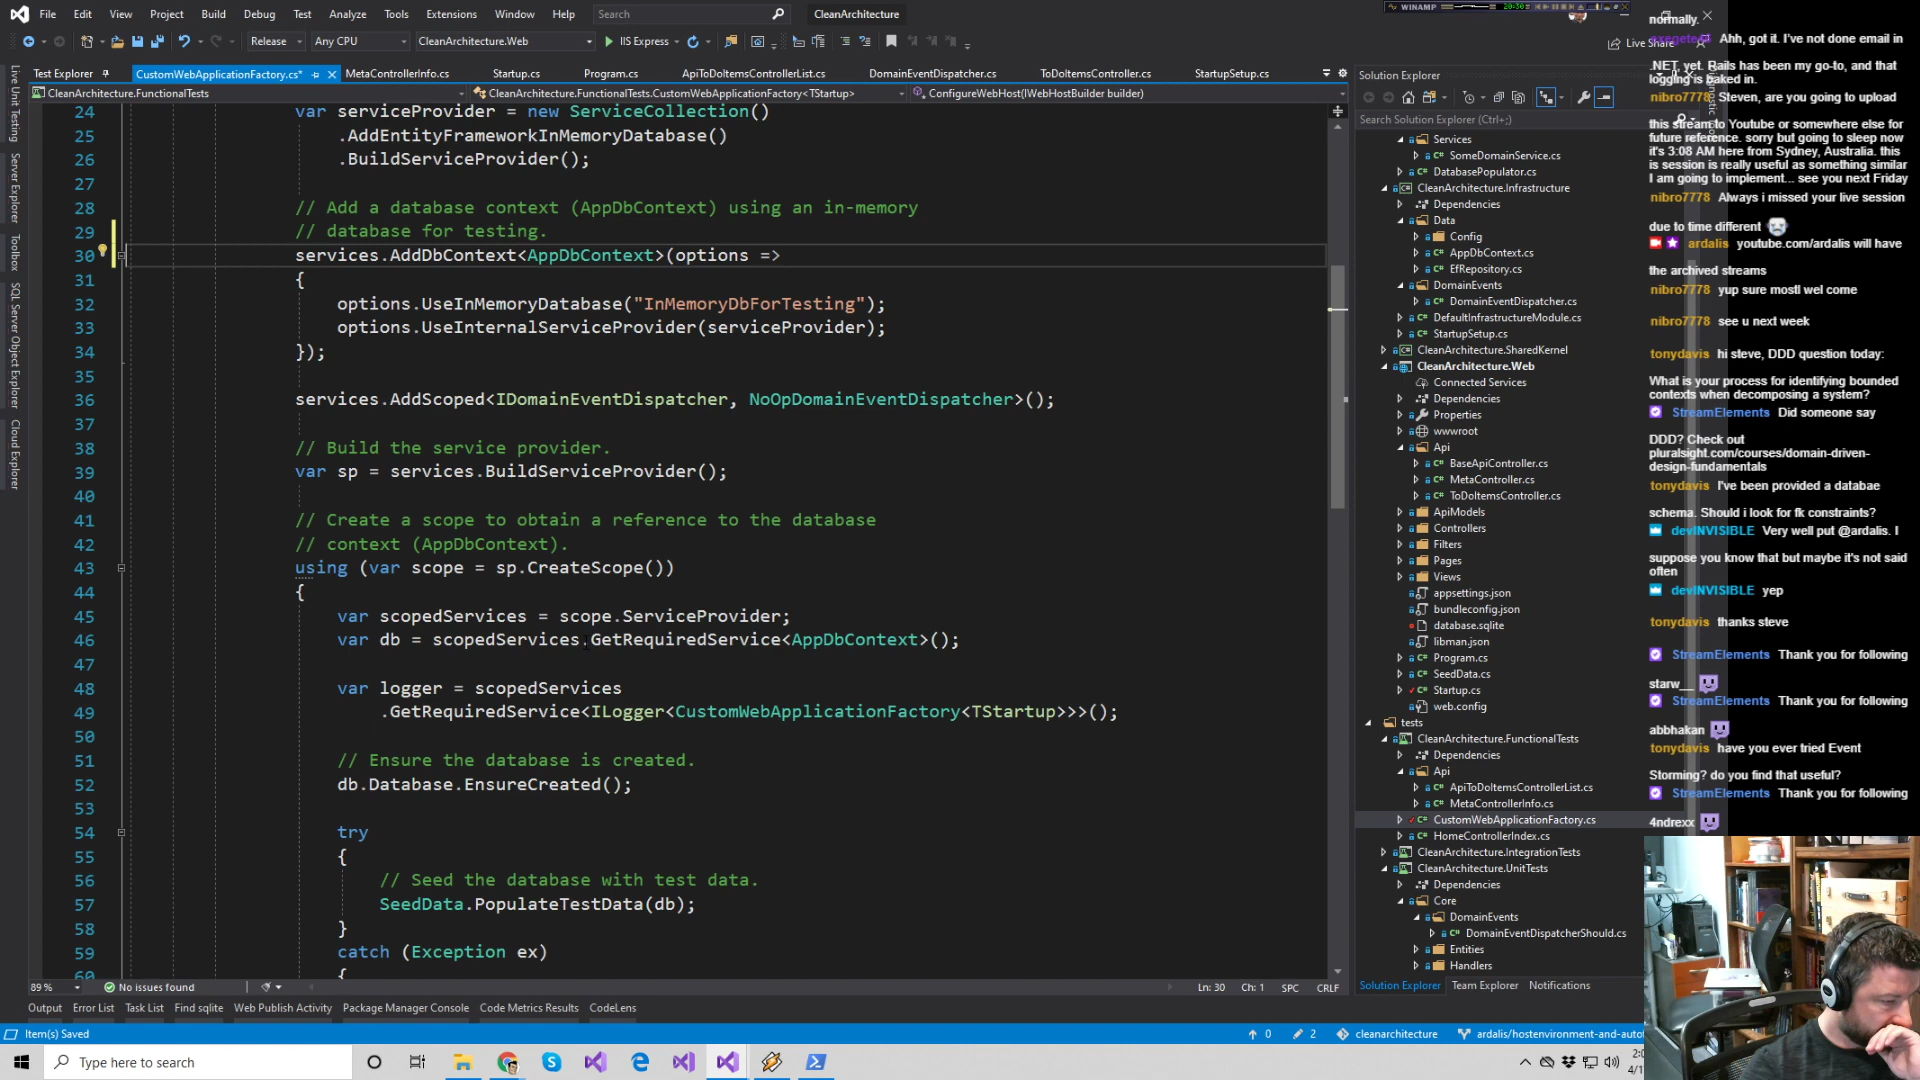 File Edit View Project Build Debug Test Analyze Tools Extensions Window Help Search CleanArchitecture
WINAMP
Release Any CPU CleanArchitecture.Web IIS Express Live Share
Test Explorer CustomWebApplicationFactory.cs* MetaControllerInfo.cs Startup.cs Program.cs ApiToDoItemsControllerList.cs DomainEventDispatcher.cs ToDoItemsController.cs StartupSetup.cs
CleanArchitecture.FunctionalTests CleanArchitecture.FunctionalTests.CustomWebApplicationFactory<TStartup> ConfigureWebHost(IWebHostBuilder builder)
Live Unit Testing
Server Explorer
Toolbox
SQL Server Object Explorer
Cloud Explorer
24 var serviceProvider = new ServiceCollection()
25 .AddEntityFrameworkInMemoryDatabase()
26 .BuildServiceProvider();
27
28 // Add a database context (AppDbContext) using an in-memory
29 // database for testing.
30 services.AddDbContext<AppDbContext>(options =>
31 {
32 options.UseInMemoryDatabase("InMemoryDbForTesting");
33 options.UseInternalServiceProvider(serviceProvider);
34 });
35
36 services.AddScoped<IDomainEventDispatcher, NoOpDomainEventDispatcher>();
37
38 // Build the service provider.
39 var sp = services.BuildServiceProvider();
40
41 // Create a scope to obtain a reference to the database
42 // context (AppDbContext).
43 using (var scope = sp.CreateScope())
44 {
45 var scopedServices = scope.ServiceProvider;
46 var db = scopedServices.GetRequiredService<AppDbContext>();
47
48 var logger = scopedServices
49 .GetRequiredService<ILogger<CustomWebApplicationFactory<TStartup>>>();
50
51 // Ensure the database is created.
52 db.Database.EnsureCreated();
53
54 try
55 {
56 // Seed the database with test data.
57 SeedData.PopulateTestData(db);
58 }
59 catch (Exception ex)
60 {
89 % No issues found Ln: 30 Ch: 1 SPC CRLF
Output Error List Task List Find sqlite Web Publish Activity Package Manager Console Code Metrics Results CodeLens
Item(s) Saved 0 2 cleanarchitecture ardalis/hostenvironment-and-auto
Type here to search
Solution Explorer
Search Solution Explorer (Ctrl+;)
Services
SomeDomainService.cs
DatabasePopulator.cs
CleanArchitecture.Infrastructure
Dependencies
Data
Config
AppDbContext.cs
EfRepository.cs
DomainEvents
DomainEventDispatcher.cs
DefaultInfrastructureModule.cs
StartupSetup.cs
CleanArchitecture.SharedKernel
CleanArchitecture.Web
Connected Services
Dependencies
Properties
wwwroot
Api
BaseApiController.cs
MetaController.cs
ToDoItemsController.cs
ApiModels
Controllers
Filters
Pages
Views
appsettings.json
bundleconfig.json
database.sqlite
libman.json
Program.cs
SeedData.cs
Startup.cs
web.config
tests
CleanArchitecture.FunctionalTests
Dependencies
Api
ApiToDoItemsControllerList.cs
MetaControllerInfo.cs
CustomWebApplicationFactory.cs
HomeControllerIndex.cs
CleanArchitecture.IntegrationTests
CleanArchitecture.UnitTests
Dependencies
Core
DomainEvents
DomainEventDispatcherShould.cs
Entities
Handlers
Solution Explorer Team Explorer Notifications
normally.
Ahh, got it. I've not done email in
.NET, yet. Rails has been my go-to, and that
logging is baked in.
nibro7778 Steven, are you going to upload
this stream to Youtube or somewhere else for
future reference. sorry but going to sleep now
it's 3:08 AM here from Sydney, Australia. this
is session is really useful as something similar
I am going to implement... see you next Friday
nibro7778 Always i missed your live session
due to time different
ardalis youtube.com/ardalis will have
the archived streams
nibro7778 yup sure mostl wel come
nibro7778 see u next week
tonydavis hi steve, DDD question today:
What is your process for identifying bounded
contexts when decomposing a system?
StreamElements Did someone say
DDD? Check out
pluralsight.com/courses/domain-driven-
design-fundamentals
tonydavis I've been provided a databae
schema. Should i look for fk constraints?
devINVISIBLE Very well put @ardalis. I
suppose you know that but maybe it's not said
often
devINVISIBLE yep
tonydavis thanks steve
StreamElements Thank you for following
starw__
StreamElements Thank you for following
abbhakan
tonydavis have you ever tried Event
Storming? do you find that useful?
StreamElements Thank you for following
4ndrexx